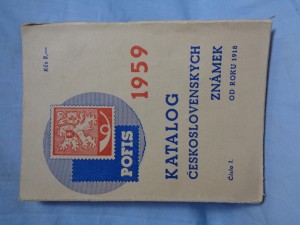 Kčs 8,—
POFIS
1959
KATALOG
ČESKOSLOVENSKÝCH
ZNÁMEK
OD ROKU 1918
Číslo 1.